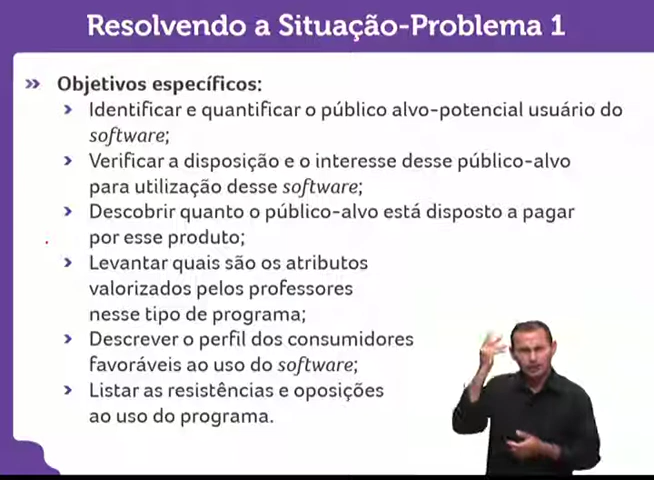 Resolvendo a Situação-Problema 1
» Objetivos específicos:
› Identificar e quantificar o público alvo-potencial usuário do
software;
› Verificar a disposição e o interesse desse público-alvo
para utilização desse software;
› Descobrir quanto o público-alvo está disposto a pagar
por esse produto;
› Levantar quais são os atributos
valorizados pelos professores
nesse tipo de programa;
› Descrever o perfil dos consumidores
favoráveis ao uso do software;
› Listar as resistências e oposições
ao uso do programa.